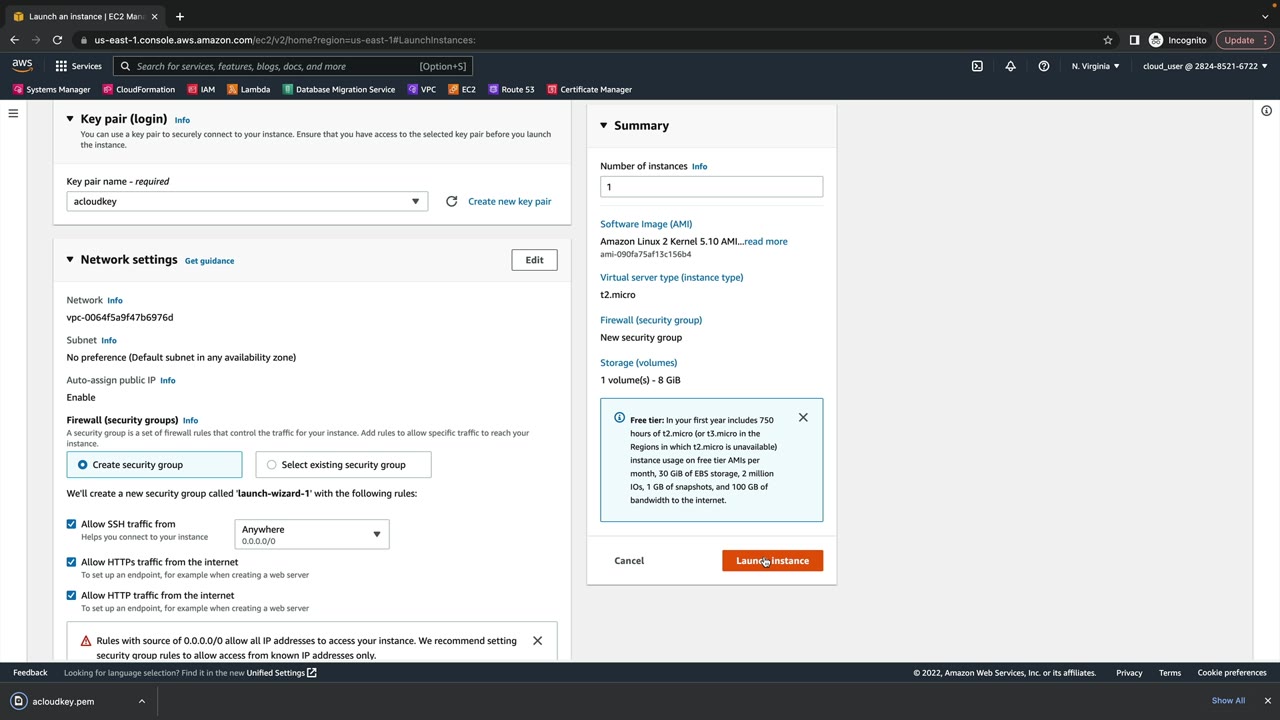 Launch an instance | EC2 Man
us-east-1.console.aws.amazon.com/ec2/v2/home?region=us-east-1#LaunchInstances:
Incognito
Update
aws
Services
Search for services, features, blogs, docs, and more
[Option+S]
N. Virginia
cloud_user @ 2824-8521-6722
Systems Manager
CloudFormation
IAM
Lambda
Database Migration Service
VPC
EC2
Route 53
Certificate Manager
Key pair (login) Info
You can use a key pair to securely connect to your instance. Ensure that you have access to the selected key pair before you launch
the instance.
Key pair name - required
acloudkey
Create new key pair
Network settings Get guidance
Edit
Network Info
vpc-0064f5a9f47b6976d
Subnet Info
No preference (Default subnet in any availability zone)
Auto-assign public IP Info
Enable
Firewall (security groups) Info
A security group is a set of firewall rules that control the traffic for your instance. Add rules to allow specific traffic to reach your
instance.
Create security group
Select existing security group
We'll create a new security group called 'launch-wizard-1' with the following rules:
Allow SSH traffic from
Helps you connect to your instance
Anywhere
0.0.0.0/0
Allow HTTPs traffic from the internet
To set up an endpoint, for example when creating a web server
Allow HTTP traffic from the internet
To set up an endpoint, for example when creating a web server
Rules with source of 0.0.0.0/0 allow all IP addresses to access your instance. We recommend setting
security group rules to allow access from known IP addresses only.
Summary
Number of instances Info
1
Software Image (AMI)
Amazon Linux 2 Kernel 5.10 AMI...read more
ami-090fa75af13c156b4
Virtual server type (instance type)
t2.micro
Firewall (security group)
New security group
Storage (volumes)
1 volume(s) - 8 GiB
Free tier: In your first year includes 750
hours of t2.micro (or t3.micro in the
Regions in which t2.micro is unavailable)
instance usage on free tier AMIs per
month, 30 GiB of EBS storage, 2 million
IOs, 1 GB of snapshots, and 100 GB of
bandwidth to the internet.
Cancel
Launch instance
Feedback
Looking for language selection? Find it in the new Unified Settings
© 2022, Amazon Web Services, Inc. or its affiliates.
Privacy
Terms
Cookie preferences
acloudkey.pem
Show All